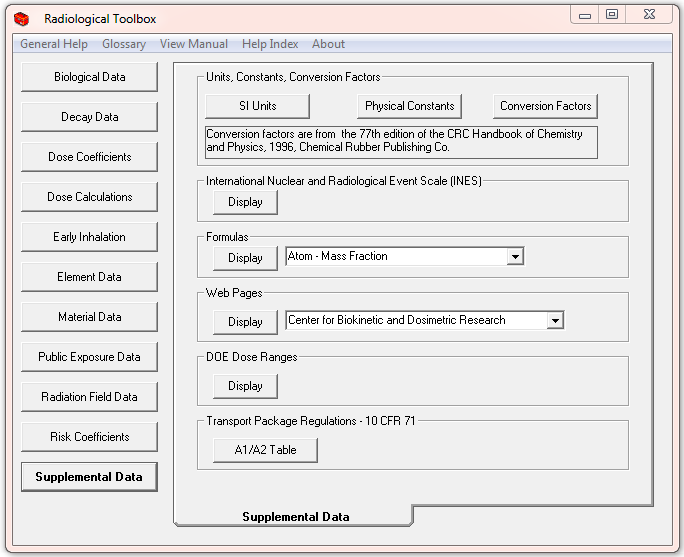 Radiological Toolbox
General Help Glossary View Manual Help Index About
Biological Data
Decay Data
Dose Coefficients
Dose Calculations
Early Inhalation
Element Data
Material Data
Public Exposure Data
Radiation Field Data
Risk Coefficients
Supplemental Data
Units, Constants, Conversion Factors
SI Units Physical Constants Conversion Factors
Conversion factors are from the 77th edition of the CRC Handbook of Chemistry
and Physics, 1996, Chemical Rubber Publishing Co.
International Nuclear and Radiological Event Scale (INES)
Display
Formulas
Display Atom - Mass Fraction
Web Pages
Display Center for Biokinetic and Dosimetric Research
DOE Dose Ranges
Display
Transport Package Regulations - 10 CFR 71
A1/A2 Table
Supplemental Data